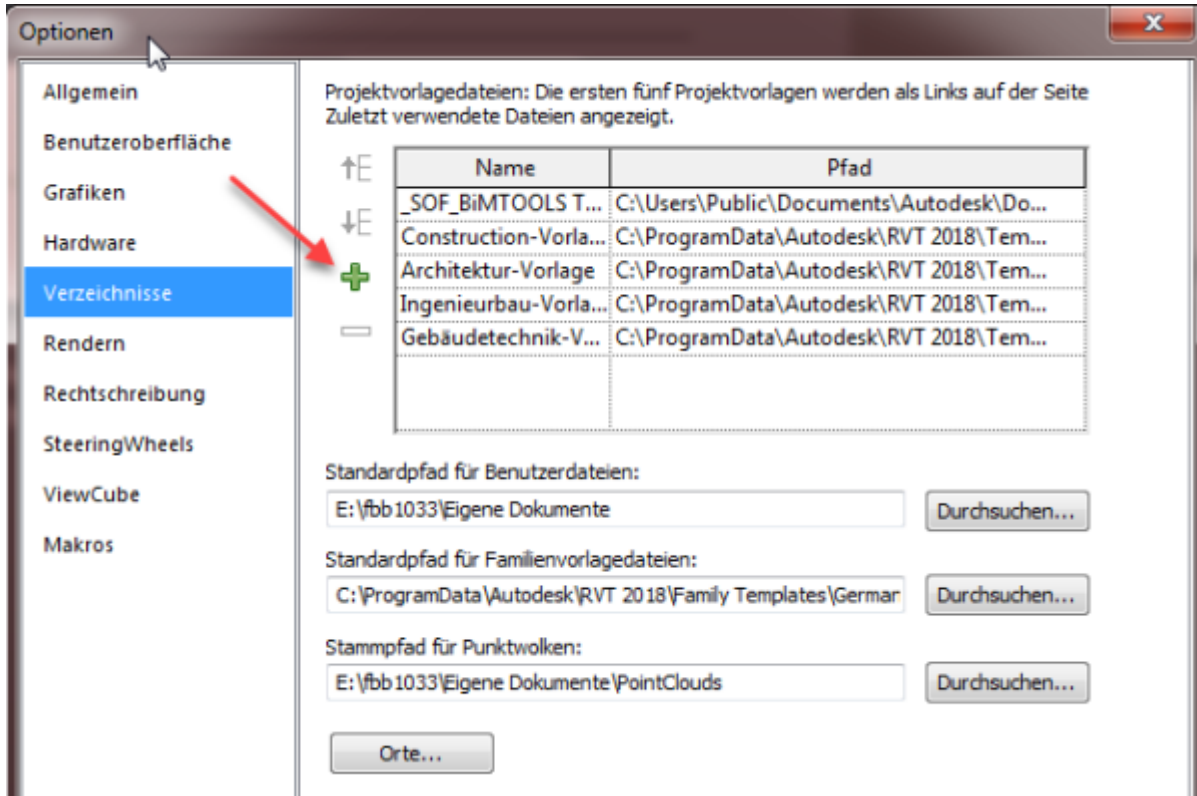 Optionen
Allgemein
Benutzeroberfläche
Grafiken
Hardware
Verzeichnisse
Rendern
Rechtschreibung
SteeringWheels
ViewCube
Makros
Projektvorlagedateien: Die ersten fünf Projektvorlagen werden als Links auf der Seite
Zuletzt verwendete Dateien angezeigt.
Name Pfad
_SOF_BiMTOOLS T... C:\Users\Public\Documents\Autodesk\Do...
Construction-Vorla... C:\ProgramData\Autodesk\RVT 2018\Tem...
Architektur-Vorlage C:\ProgramData\Autodesk\RVT 2018\Tem...
Ingenieurbau-Vorla... C:\ProgramData\Autodesk\RVT 2018\Tem...
Gebäudetechnik-V... C:\ProgramData\Autodesk\RVT 2018\Tem...
Standardpfad für Benutzerdateien:
E:\fbb1033\Eigene Dokumente Durchsuchen...
Standardpfad für Familienvorlagedateien:
C:\ProgramData\Autodesk\RVT 2018\Family Templates\German Durchsuchen...
Stammpfad für Punktwolken:
E:\fbb1033\Eigene Dokumente\PointClouds Durchsuchen...
Orte...